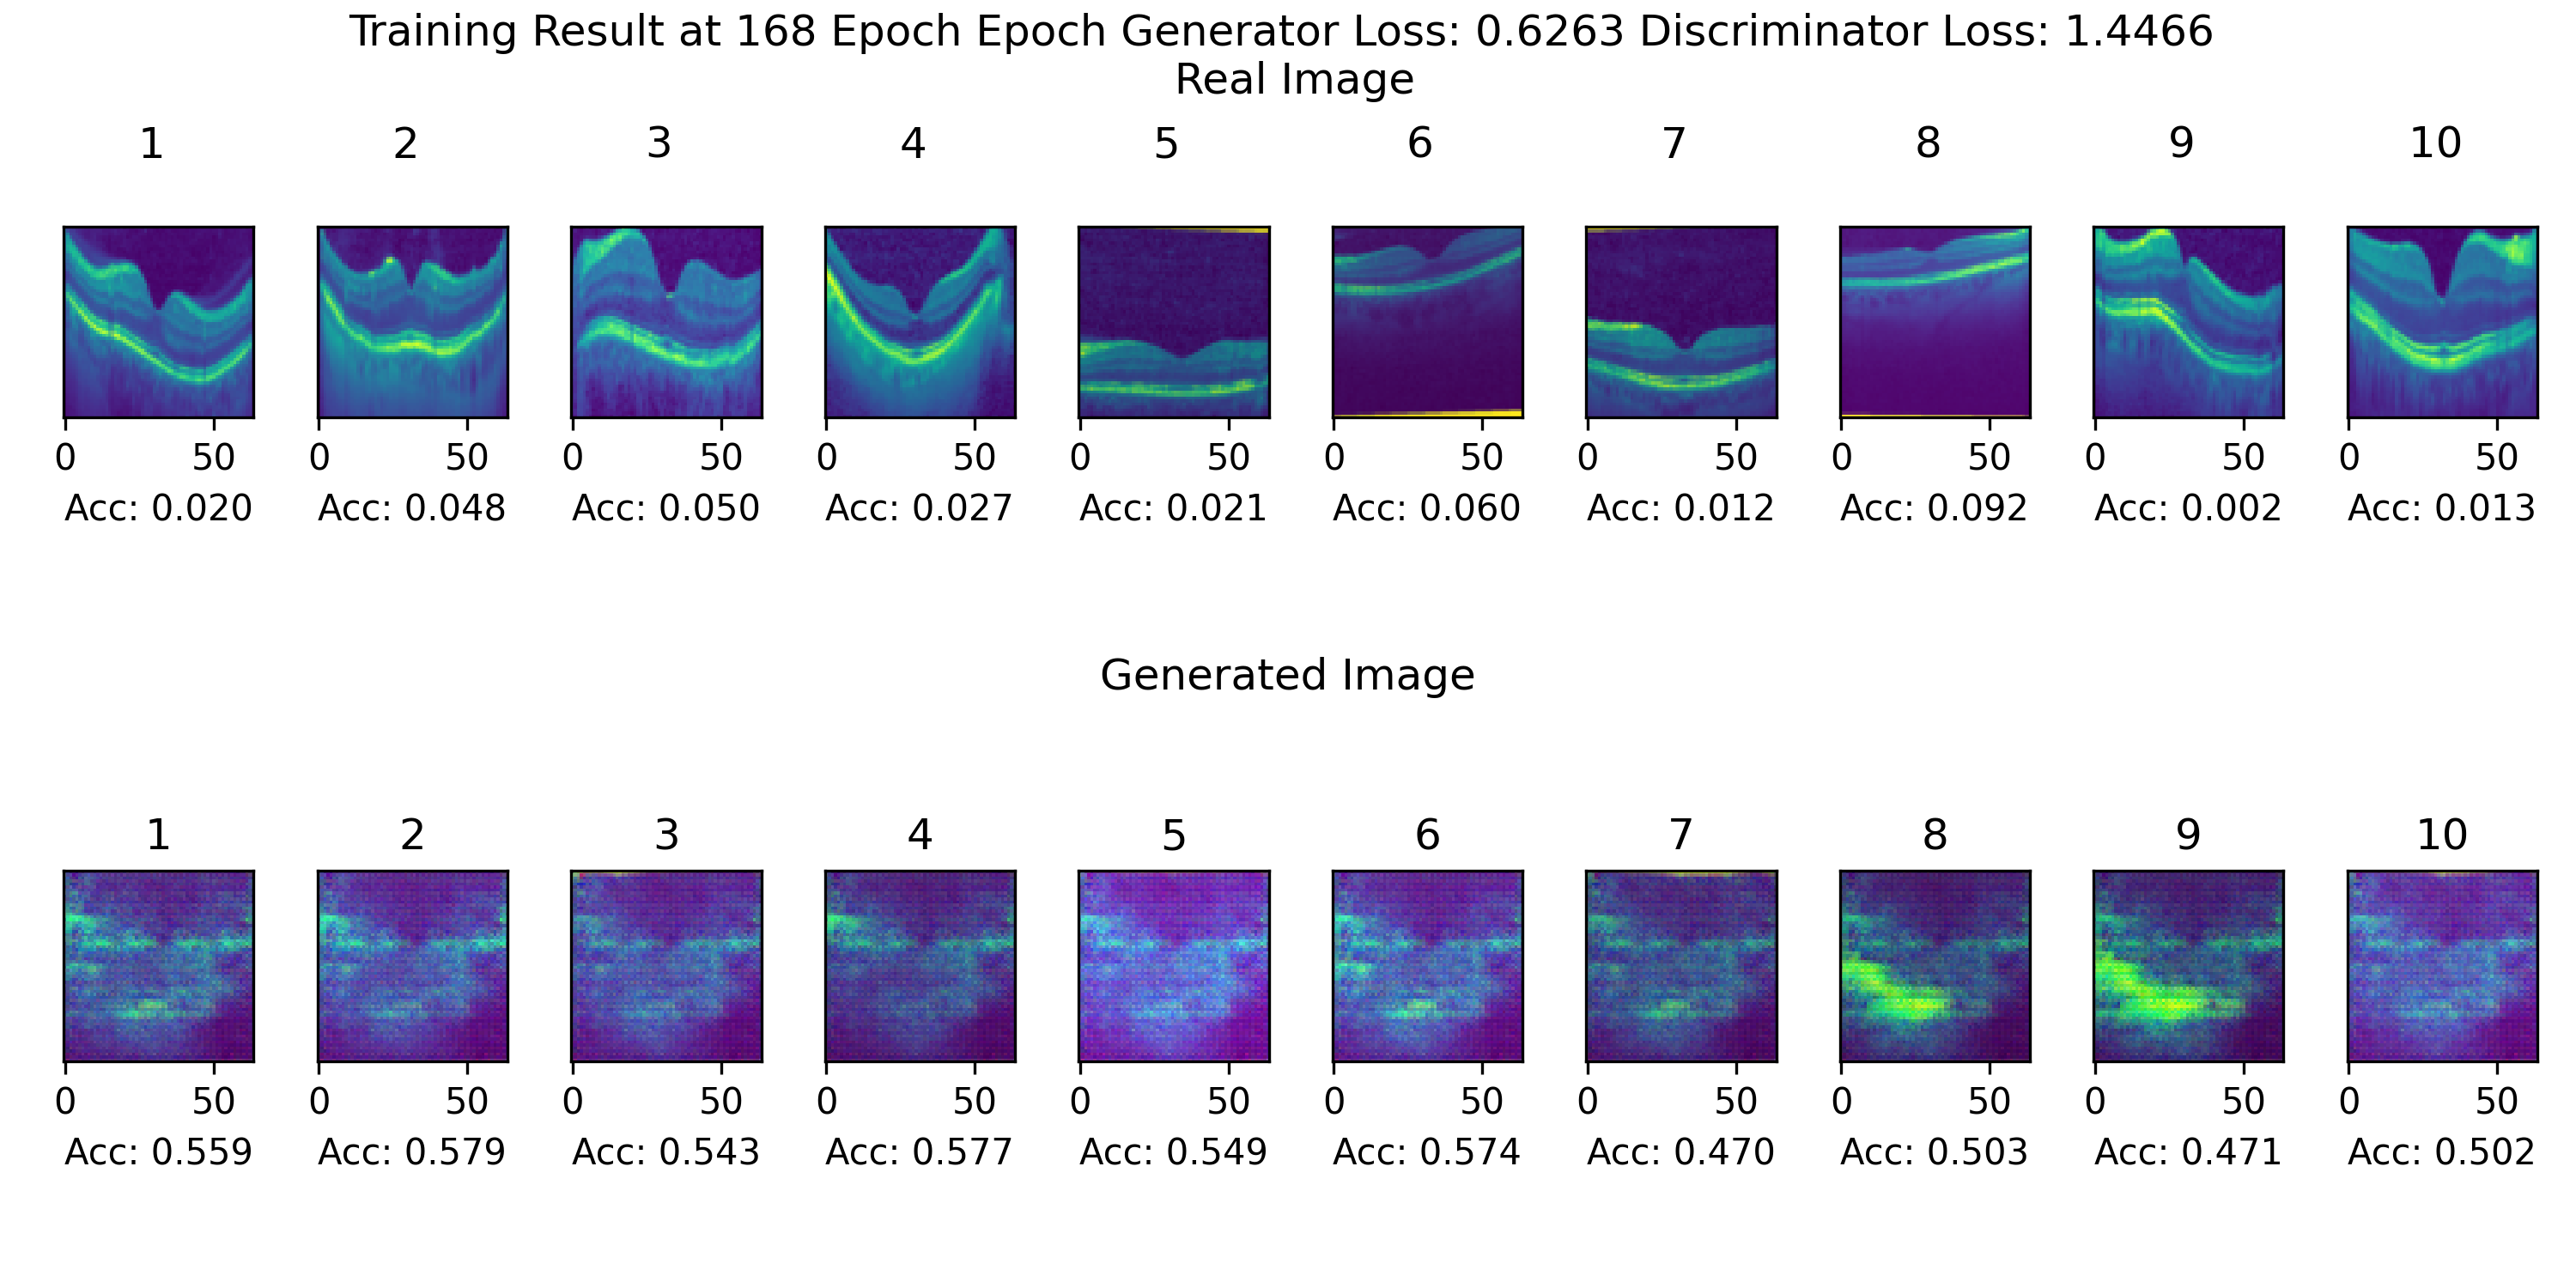 Training Result at 168 Epoch Epoch Generator Loss: 0.6263 Discriminator Loss: 1.4466
Real Image
1 2 3 4 5 6 7 8 9 10
0 50 0 50 0 50 0 50 0 50 0 50 0 50 0 50 0 50 0 50
Acc: 0.020 Acc: 0.048 Acc: 0.050 Acc: 0.027 Acc: 0.021 Acc: 0.060 Acc: 0.012 Acc: 0.092 Acc: 0.002 Acc: 0.013
Generated Image
1 2 3 4 5 6 7 8 9 10
0 50 0 50 0 50 0 50 0 50 0 50 0 50 0 50 0 50 0 50
Acc: 0.559 Acc: 0.579 Acc: 0.543 Acc: 0.577 Acc: 0.549 Acc: 0.574 Acc: 0.470 Acc: 0.503 Acc: 0.471 Acc: 0.502